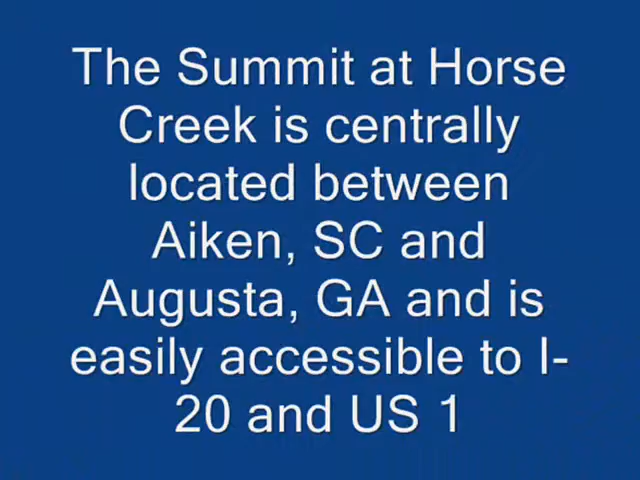 The Summit at Horse
Creek is centrally
located between
Aiken, SC and
Augusta, GA and is
easily accessible to I-
20 and US 1